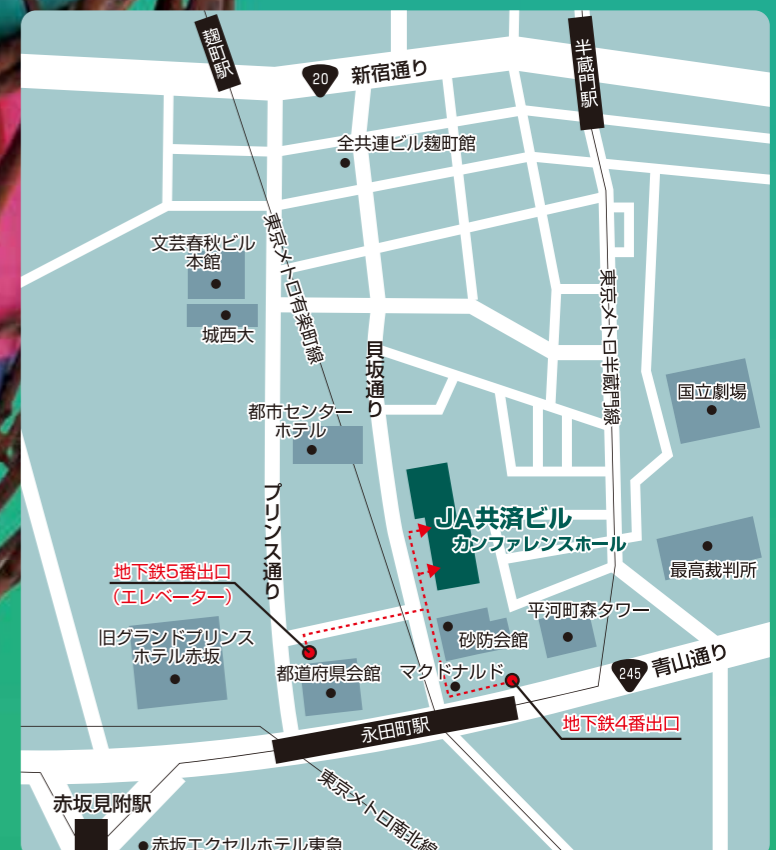 麹町駅
半蔵門駅
20
新宿通り
全共連ビル麹町館
文芸春秋ビル
本館
城西大
東京メトロ有楽町線
東京メトロ半蔵門線
貝坂通り
国立劇場
都市センター
ホテル
プリンス通り
JA共済ビル
カンファレンスホール
最高裁判所
地下鉄5番出口
（エレベーター）
平河町森タワー
砂防会館
旧グランドプリンス
ホテル赤坂
都道府県会館
マクドナルド
245
青山通り
地下鉄4番出口
永田町駅
東京メトロ南北線
赤坂見附駅
赤坂エクセルホテル東急